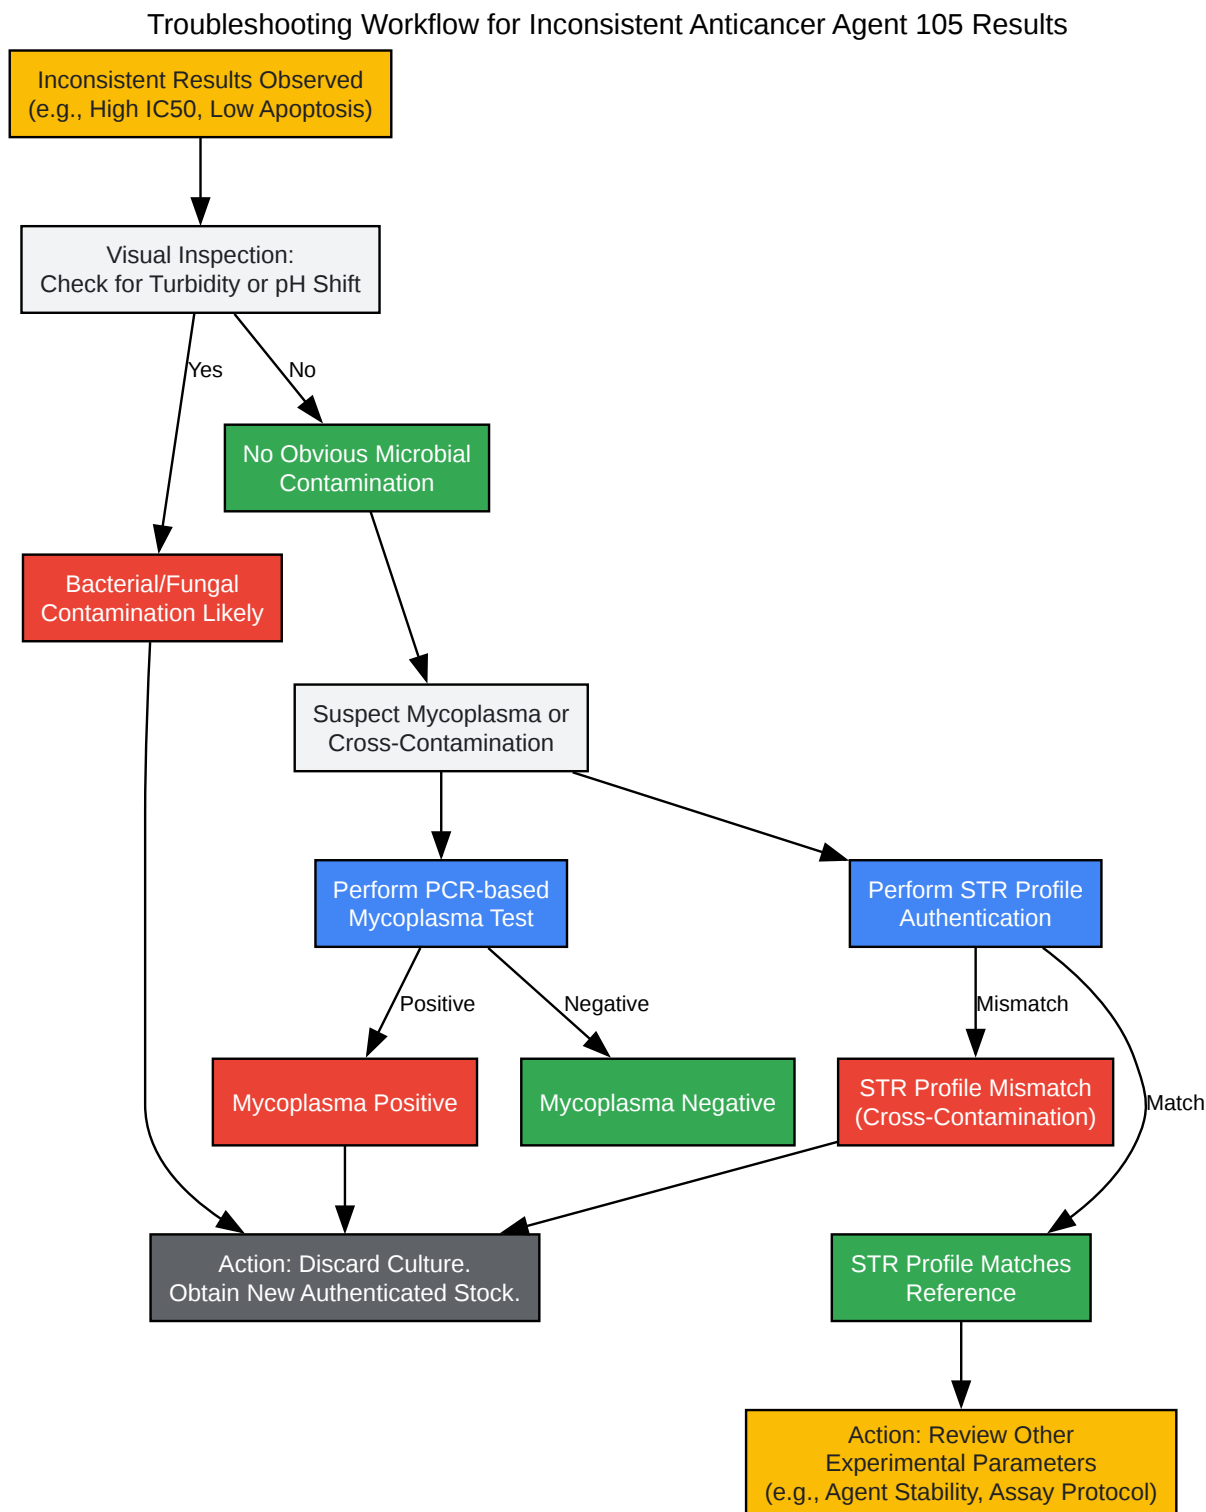 Troubleshooting Workflow for Inconsistent Anticancer Agent 105 Results
Inconsistent Results Observed
(e.g., High IC50, Low Apoptosis)
Visual Inspection:
Check for Turbidity or pH Shift
Yes
No
No Obvious Microbial
Contamination
Bacterial/Fungal
Contamination Likely
Suspect Mycoplasma or
Cross-Contamination
Perform PCR-based
Mycoplasma Test
Perform STR Profile
Authentication
Positive
Negative
Mismatch
Match
Mycoplasma Positive
Mycoplasma Negative
STR Profile Mismatch
(Cross-Contamination)
Action: Discard Culture.
Obtain New Authenticated Stock.
STR Profile Matches
Reference
Action: Review Other
Experimental Parameters
(e.g., Agent Stability, Assay Protocol)